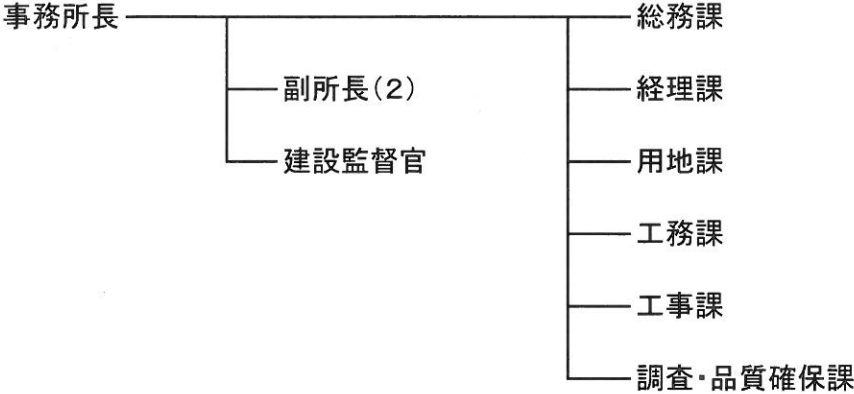 事務所長
副所長(2)
建設監督官
総務課
経理課
用地課
工務課
工事課
調査・品質確保課